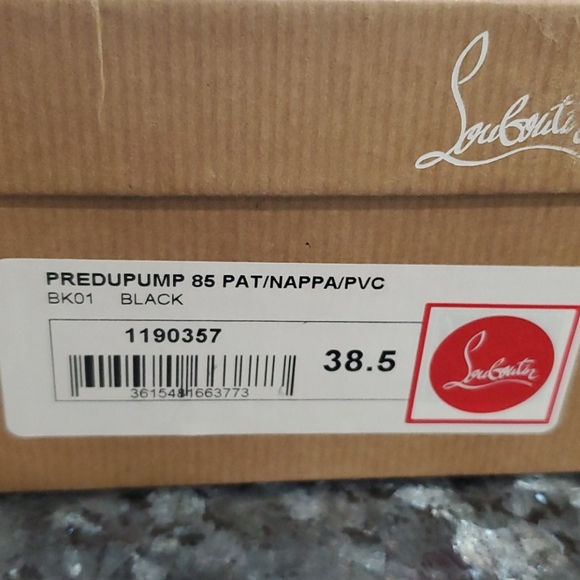 Louboutin
PREDUPUMP 85 PAT/NAPPA/PVC
BK01 BLACK
1190357
38.5
3615481663773
Louboutin